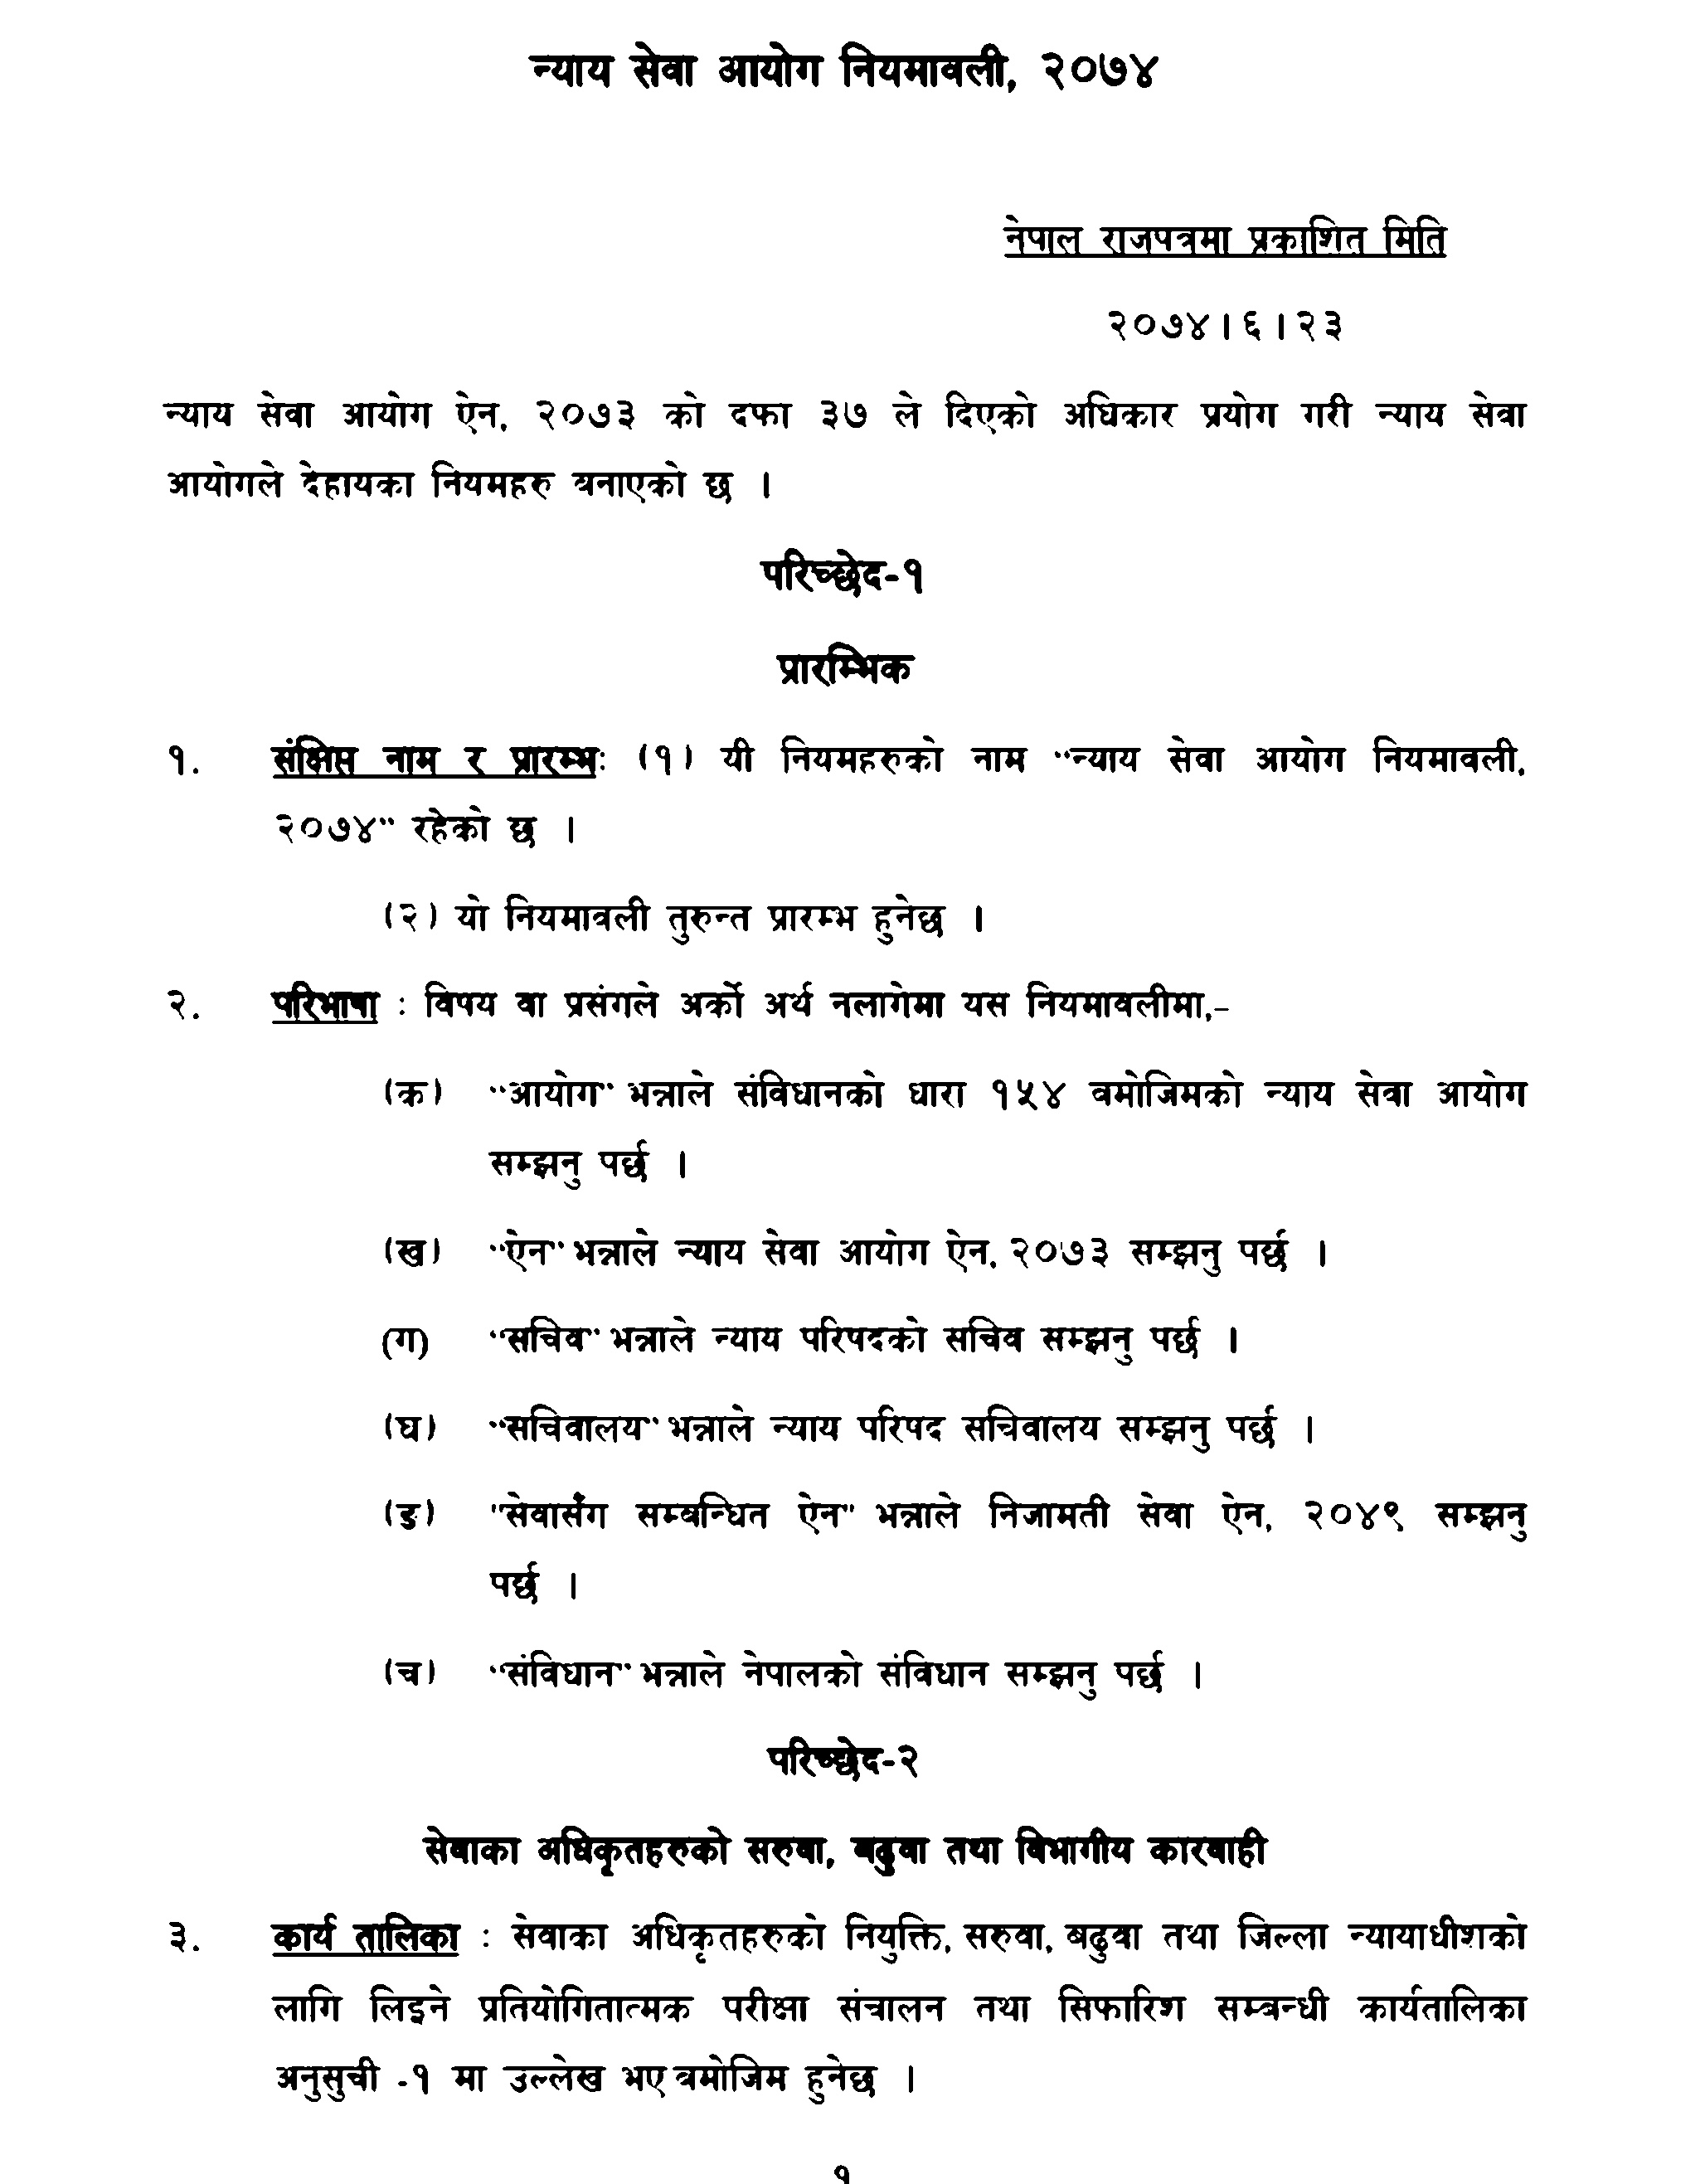 न्याय सेवा आयोग नियमावली, २०७४
नेपाल राजपत्रमा प्रकाशित मिति
२०७४।६।२३
न्याय सेवा आयोग ऐन, २०७३ को दफा ३७ ले दिएको अधिकार प्रयोग गरी न्याय सेवा
आयोगले देहायका नियमहरु बनाएको छ ।
परिच्छेद-१
प्रारम्भिक
१. संक्षिप्त नाम र प्रारम्भः (१) यी नियमहरुको नाम "न्याय सेवा आयोग नियमावली,
२०७४" रहेको छ ।
(२) यो नियमावली तुरुन्त प्रारम्भ हुनेछ ।
२. परिभाषा : विषय वा प्रसंगले अर्को अर्थ नलागेमा यस नियमावलीमा,-
(क) "आयोग" भन्नाले संविधानको धारा १५४ बमोजिमको न्याय सेवा आयोग
सम्झनु पर्छ ।
(ख) "ऐन" भन्नाले न्याय सेवा आयोग ऐन, २०७३ सम्झनु पर्छ ।
(ग) "सचिव" भन्नाले न्याय परिषदको सचिव सम्झनु पर्छ ।
(घ) "सचिवालय" भन्नाले न्याय परिषद सचिवालय सम्झनु पर्छ ।
(ङ) "सेवासँग सम्बन्धित ऐन" भन्नाले निजामती सेवा ऐन, २०४९ सम्झनु
पर्छ ।
(च) "संविधान" भन्नाले नेपालको संविधान सम्झनु पर्छ ।
परिच्छेद-२
सेवाका अधिकृतहरुको सरुवा, बढुवा तथा विभागीय कारबाही
३. कार्य तालिका : सेवाका अधिकृतहरुको नियुक्ति, सरुवा, बढुवा तथा जिल्ला न्यायाधीशको
लागि लिइने प्रतियोगितात्मक परीक्षा संचालन तथा सिफारिश सम्बन्धी कार्यतालिका
अनुसुची -१ मा उल्लेख भए बमोजिम हुनेछ ।
१